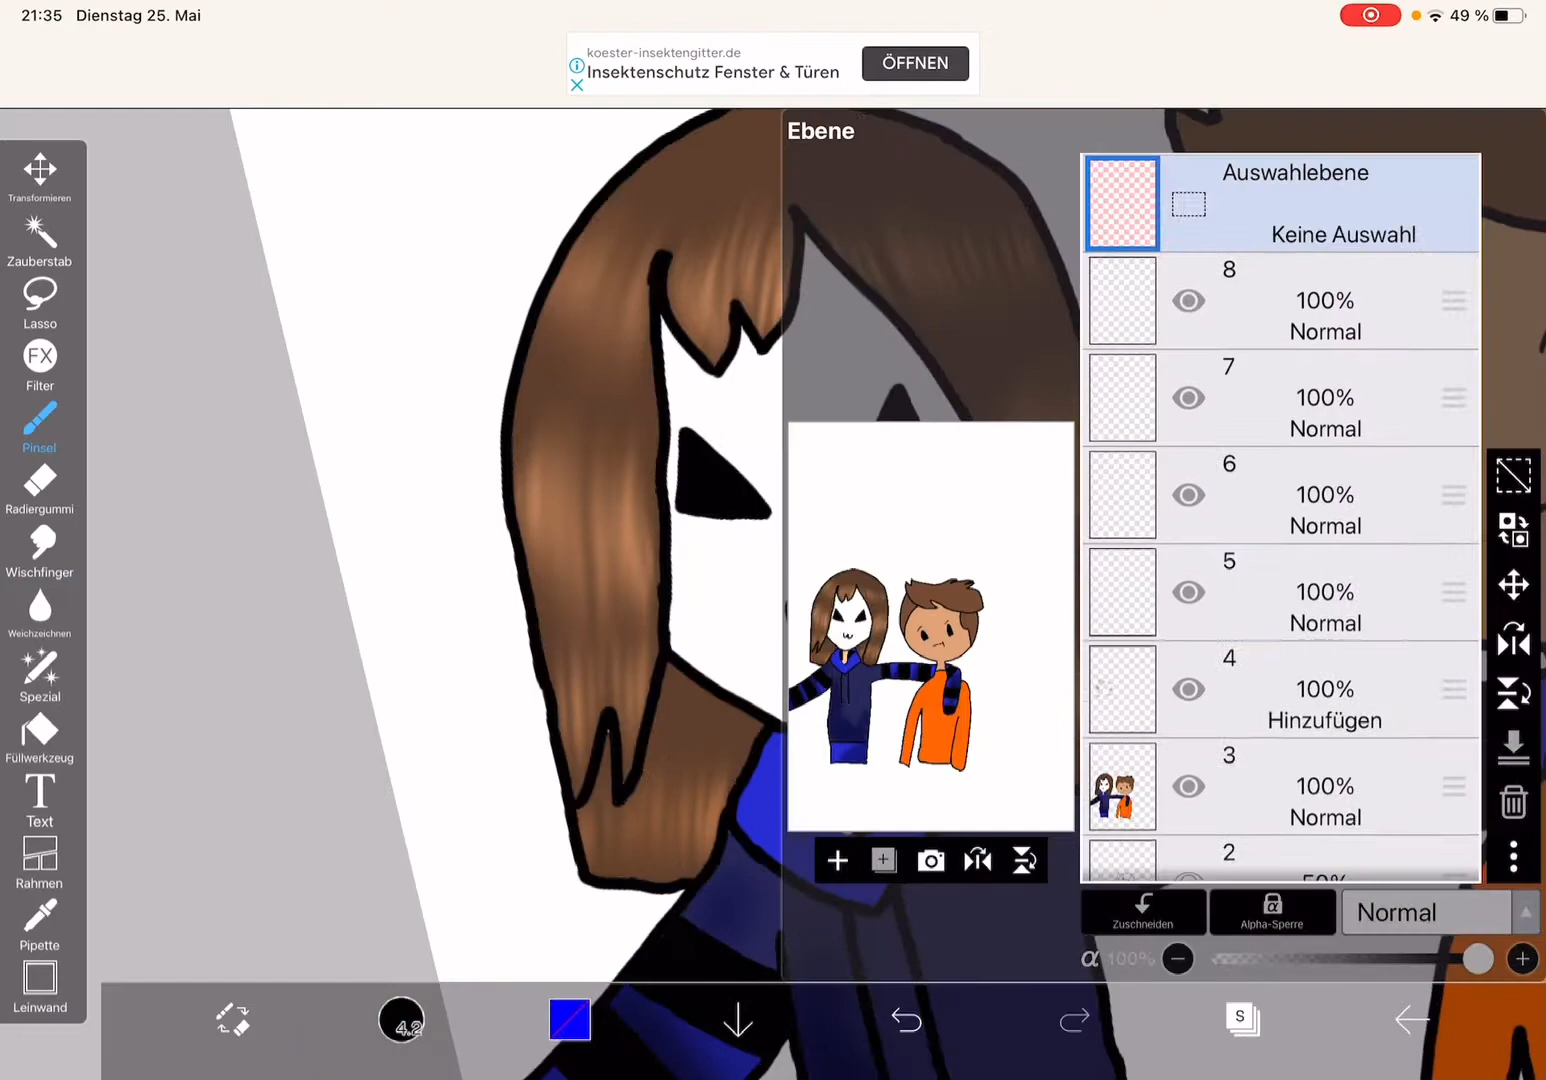 21:35 Dienstag 25. Mai
49 %
koester-insektengitter.de
Insektenschutz Fenster & Türen
ÖFFNEN
Ebene
Transformieren
Zauberstab
Lasso
FX
Filter
Pinsel
Radiergummi
Wischfinger
Weichzeichnen
Spezial
Füllwerkzeug
T
Text
Rahmen
Pipette
Leinwand
Auswahlebene
Keine Auswahl
8
100%
Normal
7
100%
Normal
6
100%
Normal
5
100%
Normal
4
100%
Hinzufügen
3
100%
Normal
2
50%
Zuschneiden
α
Alpha-Sperre
Normal
α 100%
4.2
S